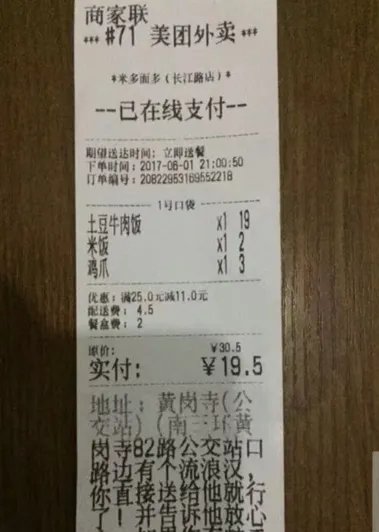 商家联
*** #71 美团外卖 ***
*米多面多(长江路店)*
--已在线支付--
期望送达时间: 立即送餐
下单时间: 2017-06-01 21:00:50
订单编号: 20822953169552218
1号口袋
土豆牛肉饭 x1 19
米饭 x1 2
鸡爪 x1 3
优惠: 满25.0元减11.0元
配送费: 4.5
餐盒费: 2
原价: ¥30.5
实付: ¥19.5
地址: 黄岗寺(公
交站) (南三环黄
岗寺82路公交站口
路边有个流浪汉,
你直接送给他就行
了! 并告诉他放心